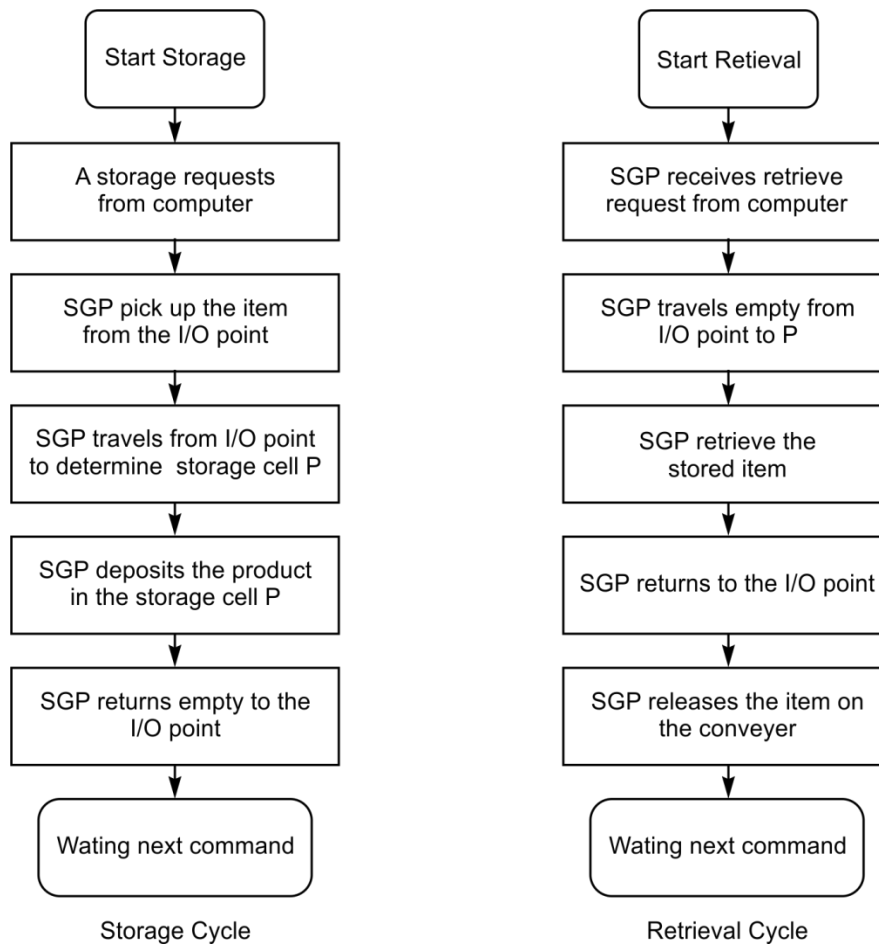 Start Storage
A storage requests
from computer
SGP pick up the item
from the I/O point
SGP travels from I/O point
to determine storage cell P
SGP deposits the product
in the storage cell P
SGP returns empty to the
I/O point
Wating next command
Storage Cycle
Start Retieval
SGP receives retrieve
request from computer
SGP travels empty from
I/O point to P
SGP retrieve the
stored item
SGP returns to the I/O point
SGP releases the item on
the conveyer
Wating next command
Retrieval Cycle